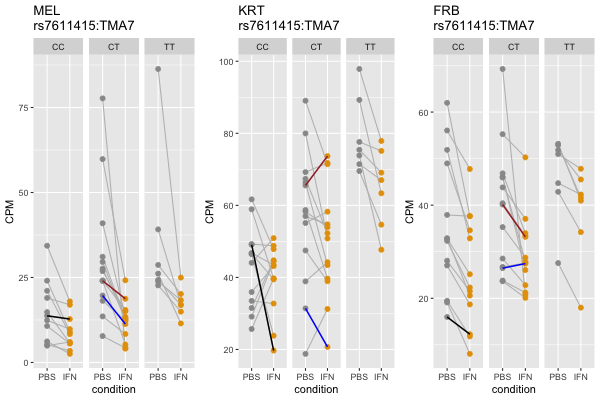 MEL
rs7611415:TMA7
CC CT TT
CPM
75
50
25
0
PBS IFN PBS IFN PBS IFN
condition
KRT
rs7611415:TMA7
CC CT TT
CPM
100
80
60
40
20
PBS IFN PBS IFN PBS IFN
condition
FRB
rs7611415:TMA7
CC CT TT
CPM
60
40
20
PBS IFN PBS IFN PBS IFN
condition